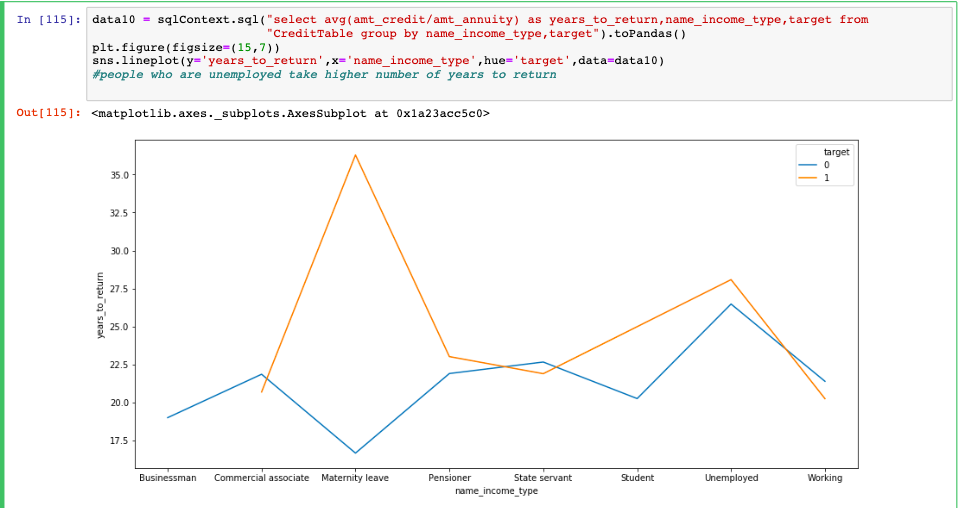 In [115]: data10 = sqlContext.sql("select avg(amt_credit/amt_annuity) as years_to_return,name_income_type,target from
"CreditTable group by name_income_type,target").toPandas()
plt.figure(figsize=(15,7))
sns.lineplot(y='years_to_return',x='name_income_type',hue='target',data=data10)
#people who are unemployed take higher number of years to return
Out[115]: <matplotlib.axes._subplots.AxesSubplot at 0x1a23acc5c0>
target
0
1
35.0
32.5
30.0
27.5
25.0
22.5
20.0
17.5
years_to_return
Businessman Commercial associate Maternity leave Pensioner State servant Student Unemployed Working
name_income_type